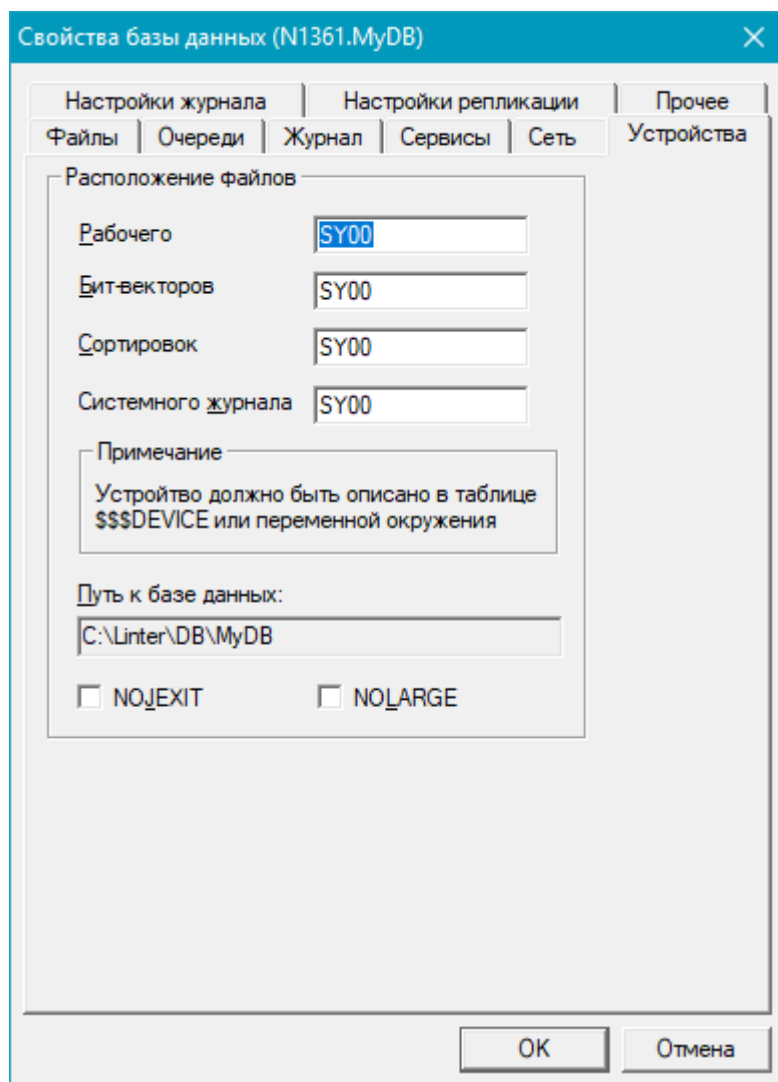 Свойства базы данных (N1361.MyDB)
Настройки журнала Настройки репликации Прочее
Файлы Очереди Журнал Сервисы Сеть Устройства
Расположение файлов
Рабочего SY00
Бит-векторов SY00
Сортировок SY00
Системного журнала SY00
Примечание
Устройтво должно быть описано в таблице
$$$DEVICE или переменной окружения
Путь к базе данных:
C:\Linter\DB\MyDB
NOJEXIT NOLARGE
OK Отмена